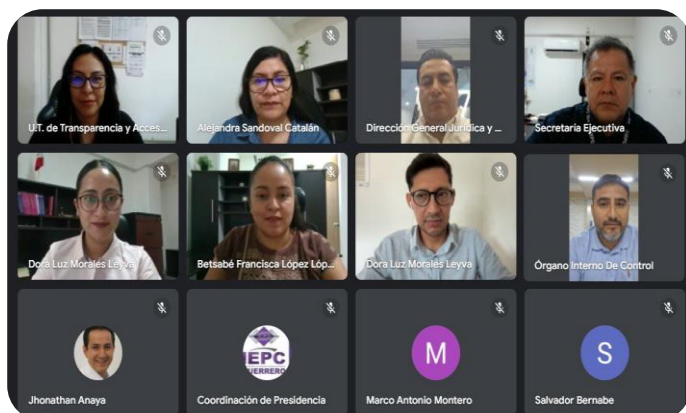 U.T. de Transparencia y Acces...
Alejandra Sandoval Catalán
Dirección General Jurídica y ...
Secretaría Ejecutiva
Dora Luz Morales Leyva
Betsabé Francisca López Lóp...
Dora Luz Morales Leyva
Órgano Interno De Control
Jhonathan Anaya
IEPC
GUERRERO
Coordinación de Presidencia
M
Marco Antonio Montero
S
Salvador Bernabe